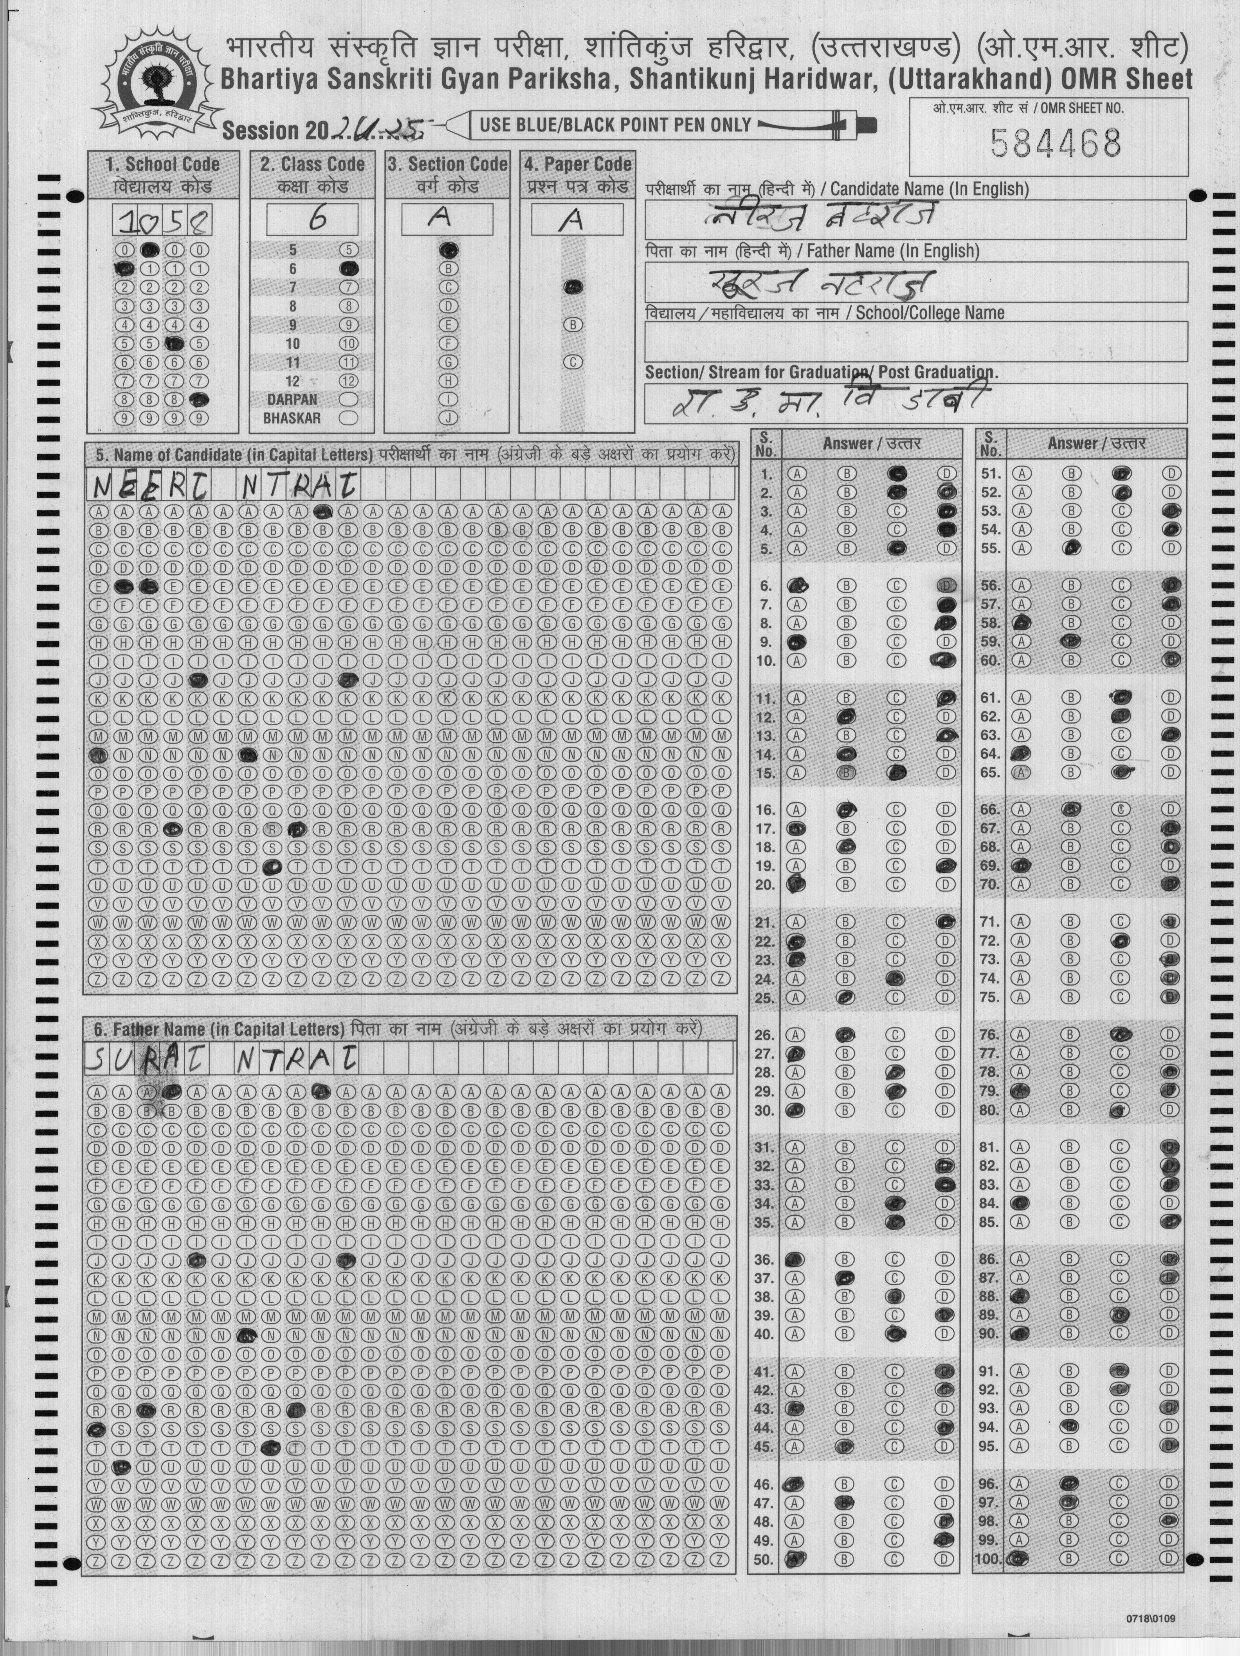 भारतीय संस्कृति ज्ञान परीक्षा, शांतिकुंज हरिद्वार, (उत्तराखण्ड) (ओ.एम.आर. शीट)
Bhartiya Sanskriti Gyan Pariksha, Shantikunj Haridwar, (Uttarakhand) OMR Sheet
Session 20 24-25
USE BLUE/BLACK POINT PEN ONLY
ओ.एम.आर. शीट सं / OMR SHEET NO.
584468
1. School Code
विद्यालय कोड
1058
2. Class Code
कक्षा कोड
6
5
6
7
8
9
10
11
12
DARPAN
BHASKAR
3. Section Code
वर्ग कोड
A
4. Paper Code
प्रश्न पत्र कोड
A
परीक्षार्थी का नाम (हिन्दी में) / Candidate Name (In English)
नीरज नटराज
पिता का नाम (हिन्दी में) / Father Name (In English)
सूरज नटराज
विद्यालय/महाविद्यालय का नाम / School/College Name
Section/ Stream for Graduation/ Post Graduation.
रा. उ. मा. वि डाबी
5. Name of Candidate (in Capital Letters) परीक्षार्थी का नाम (अंग्रेजी के बड़े अक्षरों का प्रयोग करें)
NEERJ NTRAJ
6. Father Name (in Capital Letters) पिता का नाम (अंग्रेजी के बड़े अक्षरों का प्रयोग करें)
SURAJ NTRAJ
S. No. Answer / उत्तर
S. No. Answer / उत्तर
0718\0109